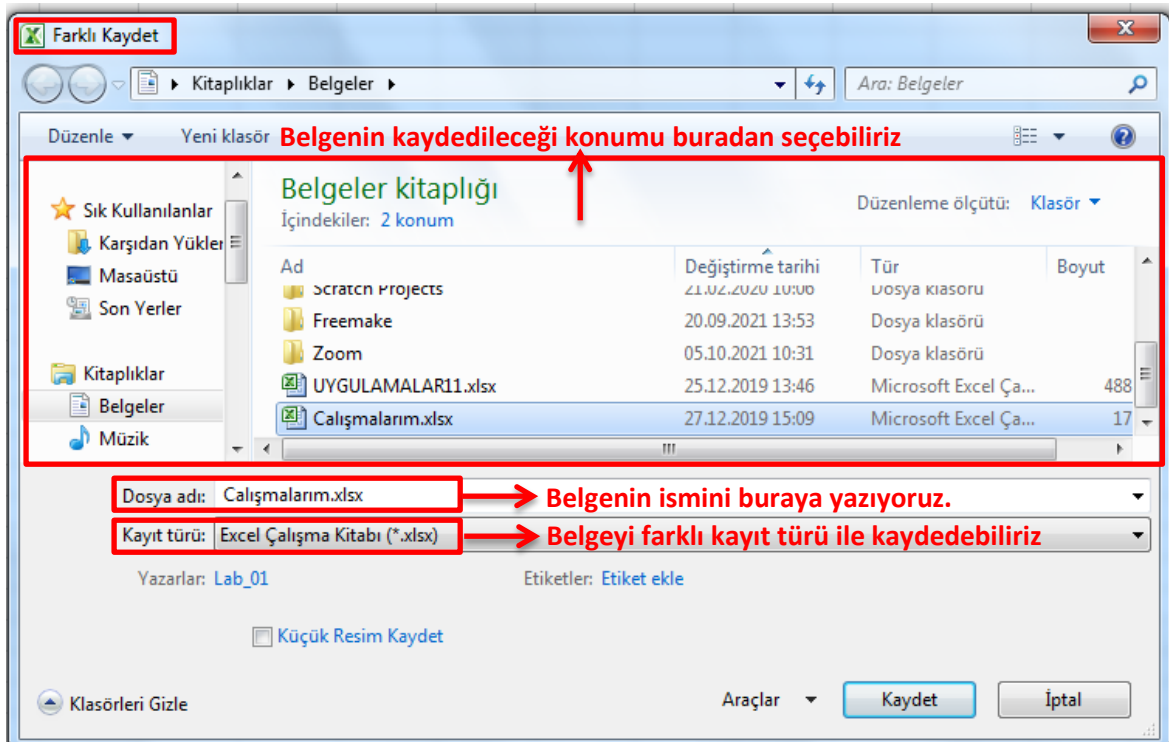 Farklı Kaydet
Kitaplıklar Belgeler
Ara: Belgeler
Düzenle Yeni klasör Belgenin kaydedileceği konumu buradan seçebiliriz
Belgeler kitaplığı
İçindekiler: 2 konum
Düzenleme ölçütü: Klasör
Sık Kullanılanlar
Karşıdan Yükler
Masaüstü
Son Yerler
Kitaplıklar
Belgeler
Müzik
Ad Değiştirme tarihi Tür Boyut
Scratch Projects 21.02.2020 10:06 Dosya klasörü
Freemake 20.09.2021 13:53 Dosya klasörü
Zoom 05.10.2021 10:31 Dosya klasörü
UYGULAMALAR11.xlsx 25.12.2019 13:46 Microsoft Excel Ça... 488
Calışmalarım.xlsx 27.12.2019 15:09 Microsoft Excel Ça... 17
Dosya adı: Calışmalarım.xlsx Belgenin ismini buraya yazıyoruz.
Kayıt türü: Excel Çalışma Kitabı (*.xlsx) Belgeyi farklı kayıt türü ile kaydedebiliriz
Yazarlar: Lab_01 Etiketler: Etiket ekle
Küçük Resim Kaydet
Klasörleri Gizle Araçlar Kaydet İptal